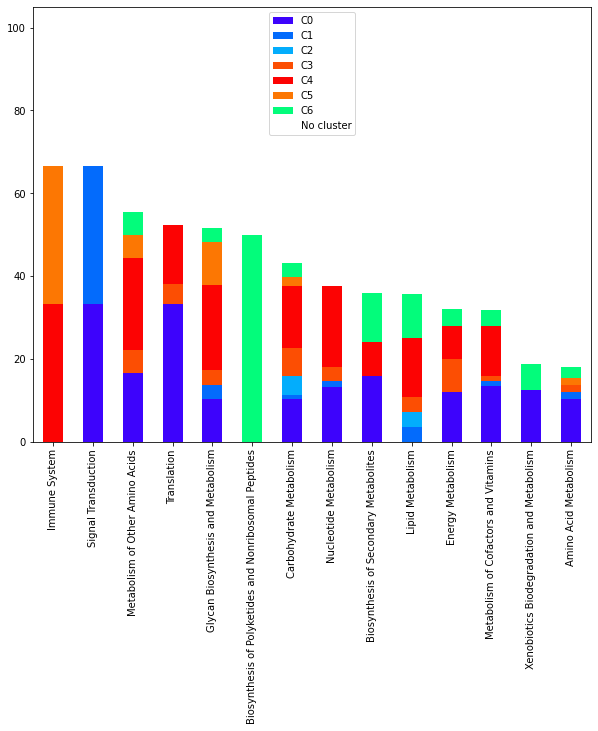 100
80
60
40
20
0
C0
C1
C2
C3
C4
C5
C6
No cluster
Immune System
Signal Transduction
Metabolism of Other Amino Acids
Translation
Glycan Biosynthesis and Metabolism
Biosynthesis of Polyketides and Nonribosomal Peptides
Carbohydrate Metabolism
Nucleotide Metabolism
Biosynthesis of Secondary Metabolites
Lipid Metabolism
Energy Metabolism
Metabolism of Cofactors and Vitamins
Xenobiotics Biodegradation and Metabolism
Amino Acid Metabolism